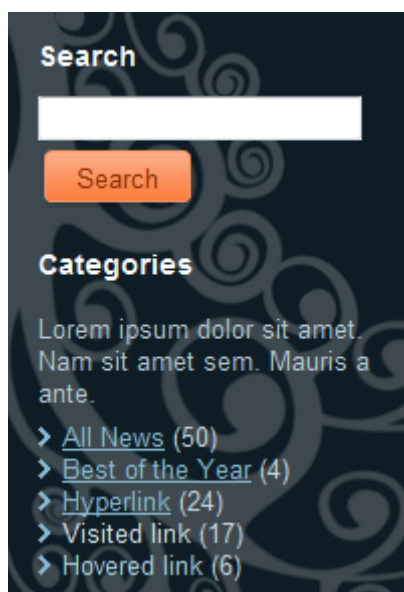 Search
Search
Categories
Lorem ipsum dolor sit amet.
Nam sit amet sem. Mauris a
ante.
All News (50)
Best of the Year (4)
Hyperlink (24)
Visited link (17)
Hovered link (6)